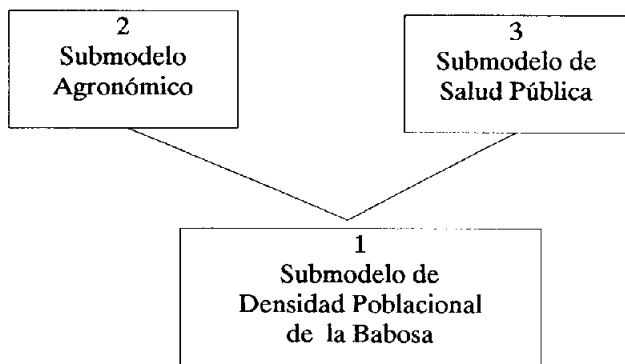 2
Submodelo
Agronómico
3
Submodelo de
Salud Pública
1
Submodelo de
Densidad Poblacional
de la Babosa